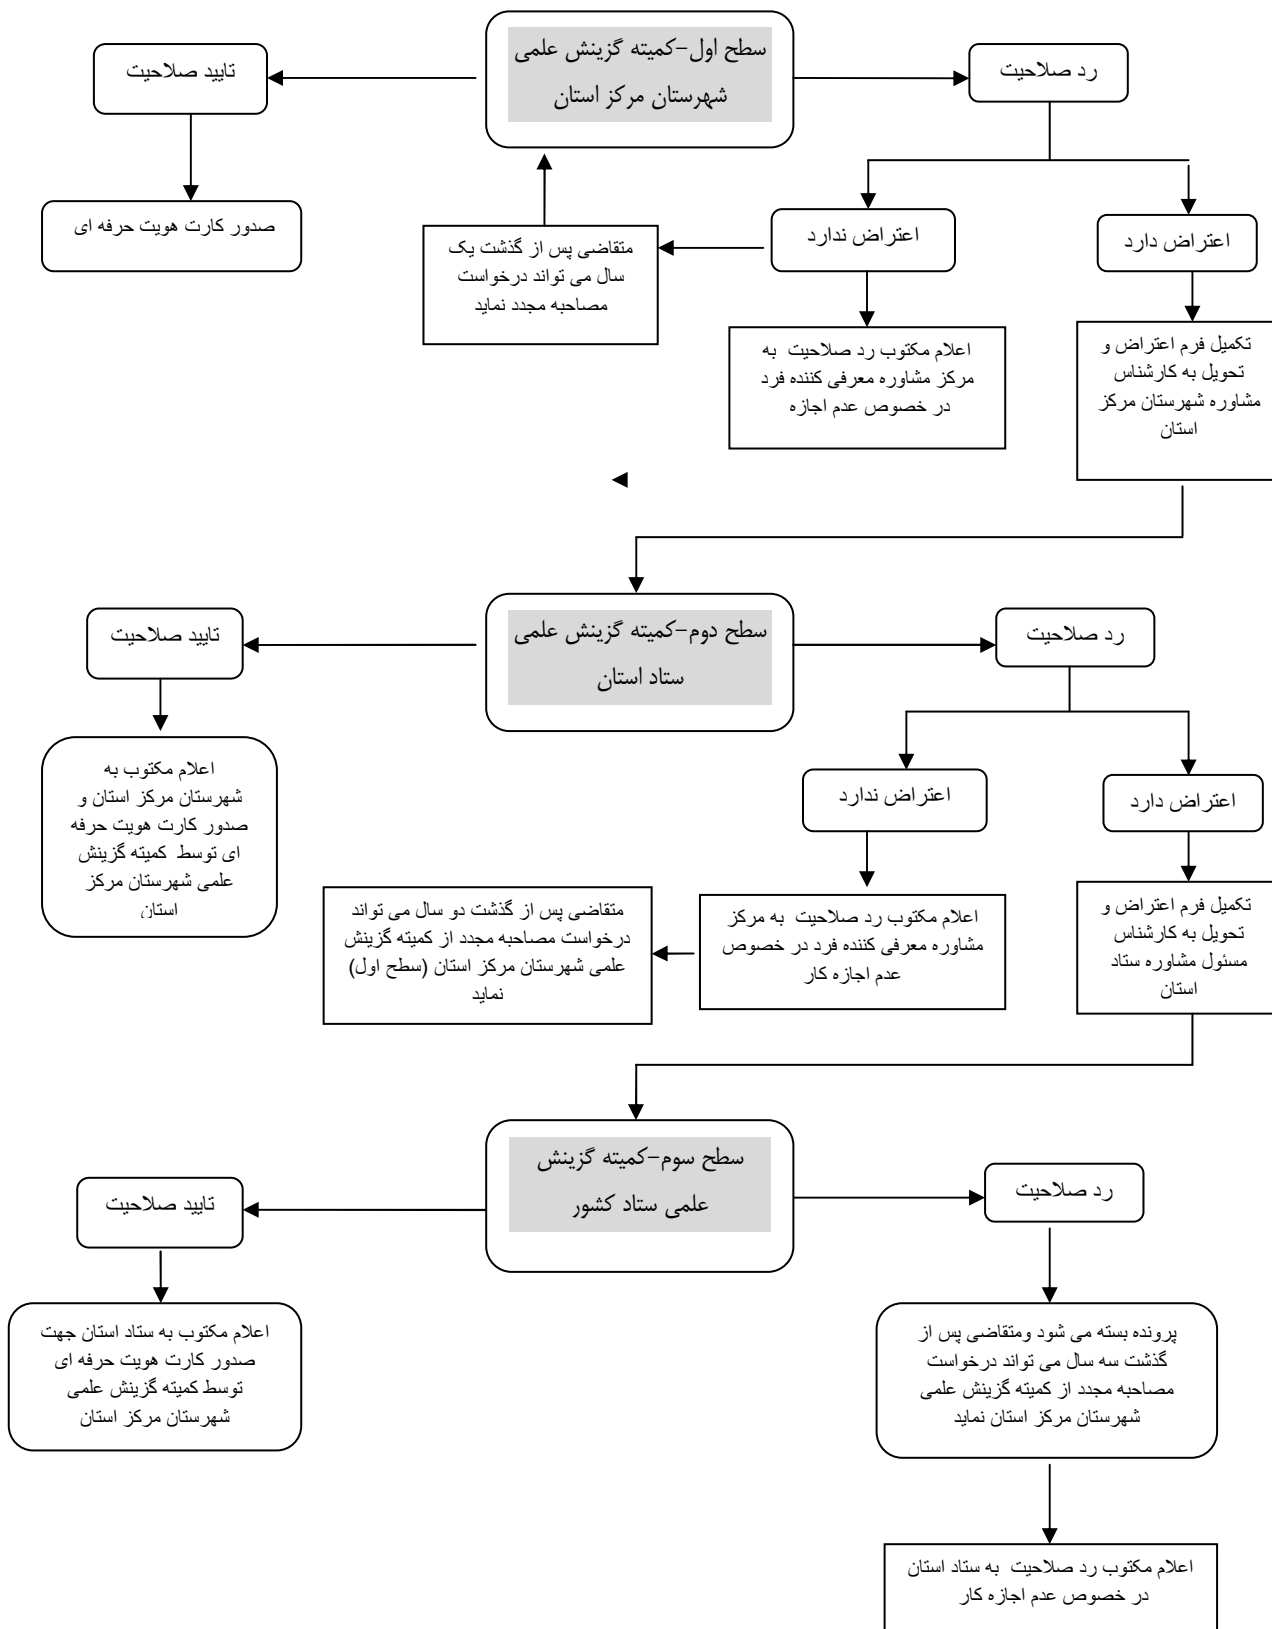 سطح اول-کمیته گزینش علمی
شهرستان مرکز استان
رد صلاحیت
تایید صلاحیت
صدور کارت هویت حرفه ای
اعتراض دارد
اعتراض ندارد
متقاضی پس از گذشت یک
سال می تواند درخواست
مصاحبه مجدد نماید
اعلام مکتوب رد صلاحیت به
مرکز مشاوره معرفی کننده فرد
در خصوص عدم اجازه
تکمیل فرم اعتراض و
تحویل به کارشناس
مشاوره شهرستان مرکز
استان
سطح دوم-کمیته گزینش علمی
ستاد استان
رد صلاحیت
تایید صلاحیت
اعلام مکتوب به
شهرستان مرکز استان و
صدور کارت هویت حرفه
ای توسط کمیته گزینش
علمی شهرستان مرکز
استان
اعتراض دارد
اعتراض ندارد
تکمیل فرم اعتراض و
تحویل به کارشناس
مسئول مشاوره ستاد
استان
اعلام مکتوب رد صلاحیت به مرکز
مشاوره معرفی کننده فرد در خصوص
عدم اجازه کار
متقاضی پس از گذشت دو سال می تواند
درخواست مصاحبه مجدد از کمیته گزینش
علمی شهرستان مرکز استان (سطح اول)
نماید
سطح سوم-کمیته گزینش
علمی ستاد کشور
رد صلاحیت
تایید صلاحیت
اعلام مکتوب به ستاد استان جهت
صدور کارت هویت حرفه ای
توسط کمیته گزینش علمی
شهرستان مرکز استان
پرونده بسته می شود ومتقاضی پس از
گذشت سه سال می تواند درخواست
مصاحبه مجدد از کمیته گزینش علمی
شهرستان مرکز استان نماید
اعلام مکتوب رد صلاحیت به ستاد استان
در خصوص عدم اجازه کار